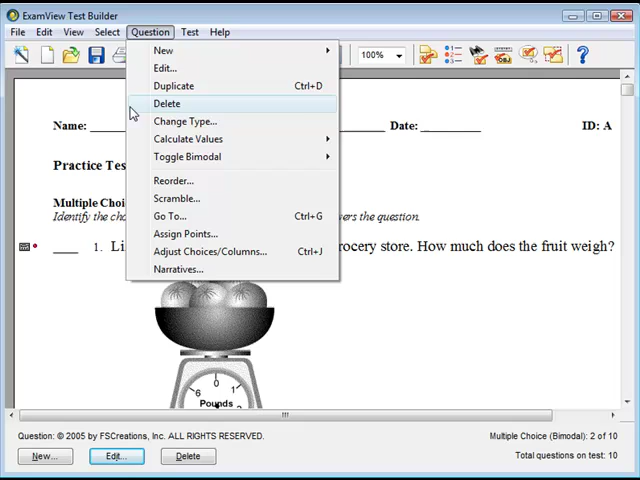 ExamView Test Builder
File Edit View Select Question Test Help
100%
New
Edit...
Duplicate Ctrl+D
Delete
Change Type...
Calculate Values
Toggle Bimodal
Reorder...
Scramble...
Go To... Ctrl+G
Assign Points...
Adjust Choices/Columns... Ctrl+J
Narratives...
Name: Date: ID: A
Practice Tes
Multiple Choi
Identify the cho vers the question.
1. Li rocery store. How much does the fruit weigh?
0
6 1
Pounds
Question: © 2005 by FSCreations, Inc. ALL RIGHTS RESERVED. Multiple Choice (Bimodal): 2 of 10
New... Edit... Delete Total questions on test: 10